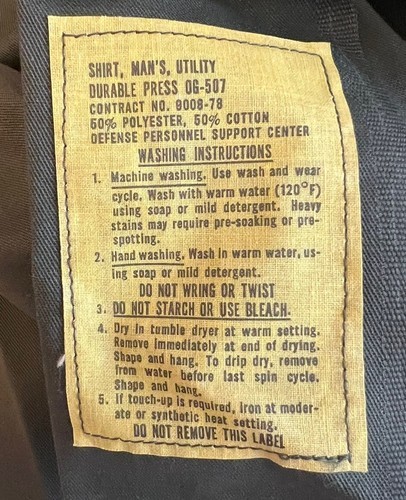 SHIRT, MAN'S, UTILITY
DURABLE PRESS OG-507
CONTRACT NO. 8008-78
50% POLYESTER, 50% COTTON
DEFENSE PERSONNEL SUPPORT CENTER
WASHING INSTRUCTIONS
1. Machine washing. Use wash and wear
cycle. Wash with warm water (120°F)
using soap or mild detergent. Heavy
stains may require pre-soaking or pre-
spotting.
2. Hand washing. Wash in warm water, us-
ing soap or mild detergent.
DO NOT WRING OR TWIST
3. DO NOT STARCH OR USE BLEACH.
4. Dry in tumble dryer at warm setting.
Remove immediately at end of drying.
Shape and hang. To drip dry, remove
from water before last spin cycle.
Shape and hang.
5. If touch-up is required, iron at moder-
ate or synthetic heat setting.
DO NOT REMOVE THIS LABEL